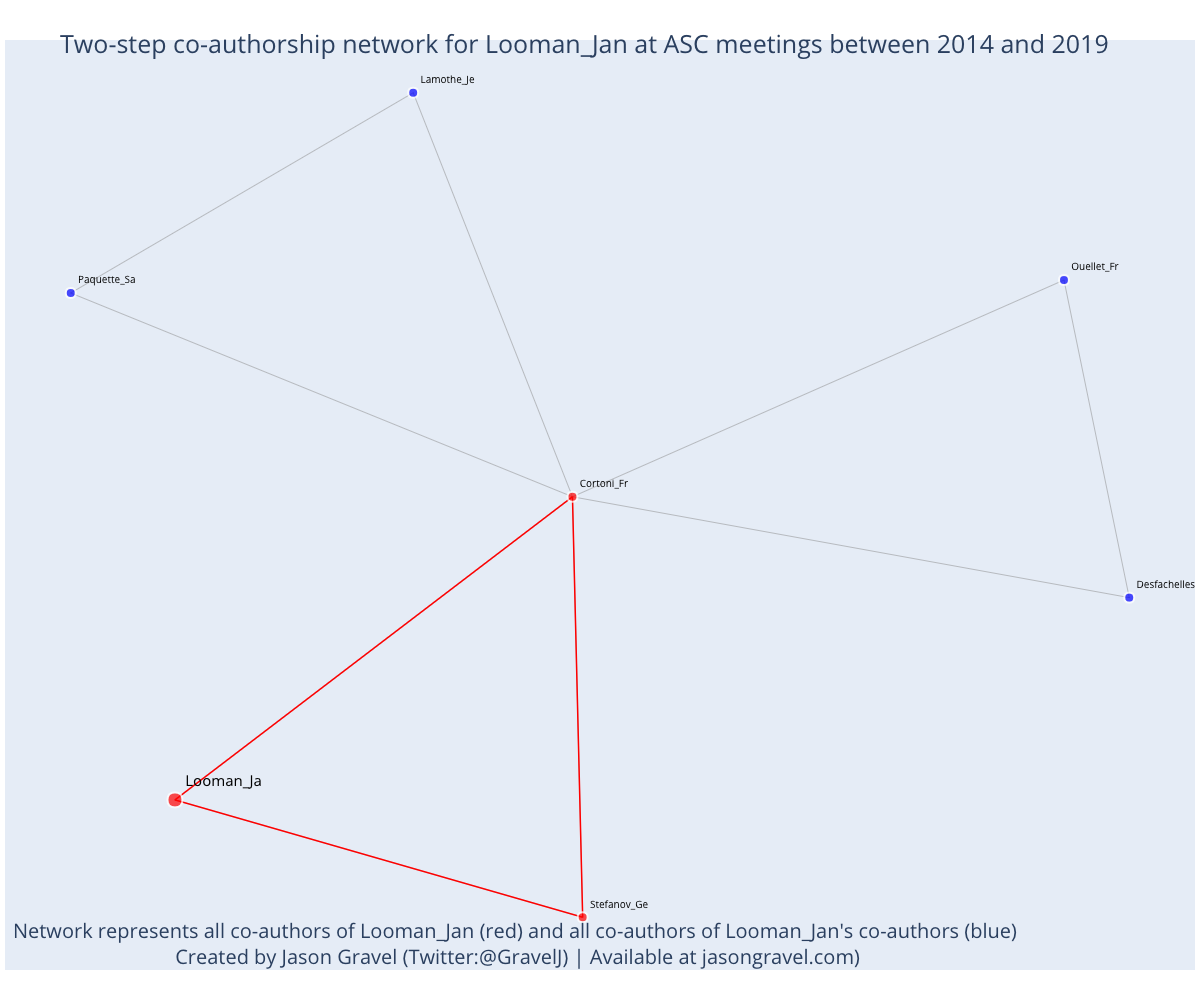 Two-step co-authorship network for Looman_Jan at ASC meetings between 2014 and 2019
Lamothe_Je
Ouellet_Fr
Paquette_Sa
Cortoni_Fr
Desfachelles
Looman_Ja
Stefanov_Ge
Network represents all co-authors of Looman_Jan (red) and all co-authors of Looman_Jan's co-authors (blue)
Created by Jason Gravel (Twitter:@GravelJ) | Available at jasongravel.com)